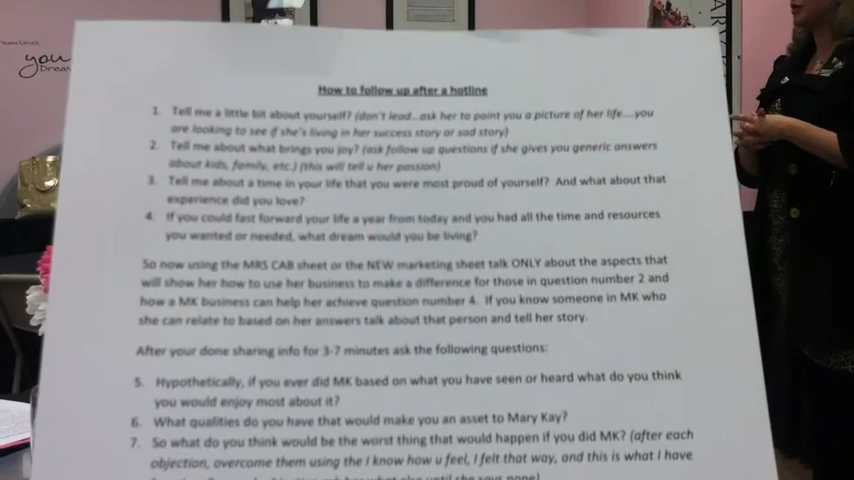 you
Dream
How to follow up after a hotline
1. Tell me a little bit about yourself? (don't lead...ask her to paint you a picture of her life....you
are looking to see if she's living in her success story or sad story)
2. Tell me about what brings you joy? (ask follow up questions if she gives you generic answers
about kids, family, etc.) (this will tell u her passion)
3. Tell me about a time in your life that you were most proud of yourself? And what about that
experience did you love?
4. If you could fast forward your life a year from today and you had all the time and resources
you wanted or needed, what dream would you be living?
So now using the MRS CAB sheet or the NEW marketing sheet talk ONLY about the aspects that
will show her how to use her business to make a difference for those in question number 2 and
how a MK business can help her achieve question number 4. If you know someone in MK who
she can relate to based on her answers talk about that person and tell her story.
After your done sharing info for 3-7 minutes ask the following questions:
5. Hypothetically, if you ever did MK based on what you have seen or heard what do you think
you would enjoy most about it?
6. What qualities do you have that would make you an asset to Mary Kay?
7. So what do you think would be the worst thing that would happen if you did MK? (after each
objection, overcome them using the I know how u feel, I felt that way, and this is what I have